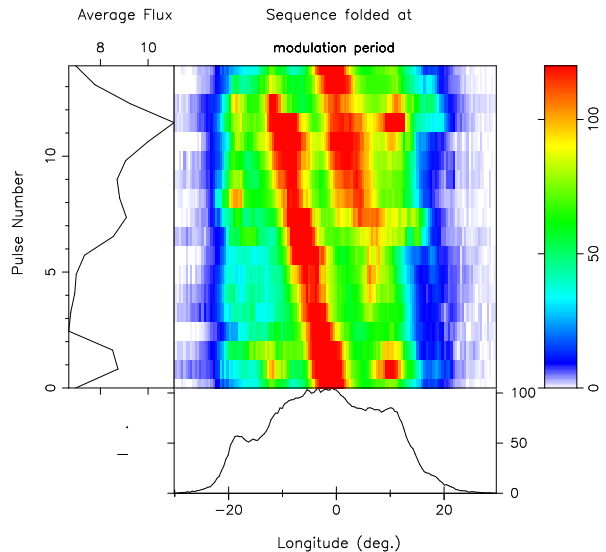 Average Flux
Sequence folded at
8 10
modulation period
Pulse Number
10
5
0
100
50
0
100
50
0
−20 0 20
Longitude (deg.)